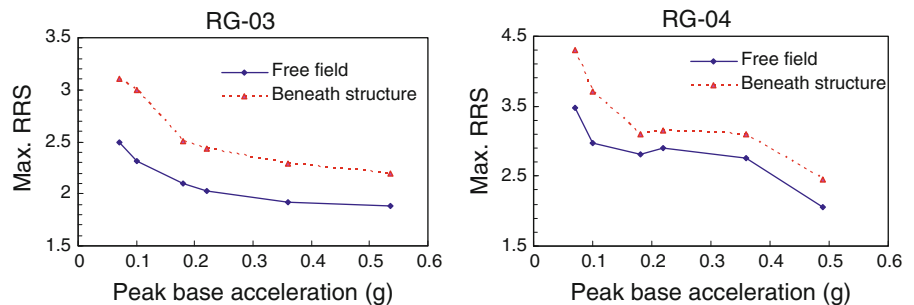 RG-03
3.5
3
2.5
2
1.5
Max. RRS
Free field
Beneath structure
0 0.1 0.2 0.3 0.4 0.5 0.6
Peak base acceleration (g)
RG-04
4.5
3.5
2.5
1.5
Max. RRS
Free field
Beneath structure
0 0.1 0.2 0.3 0.4 0.5 0.6
Peak base acceleration (g)